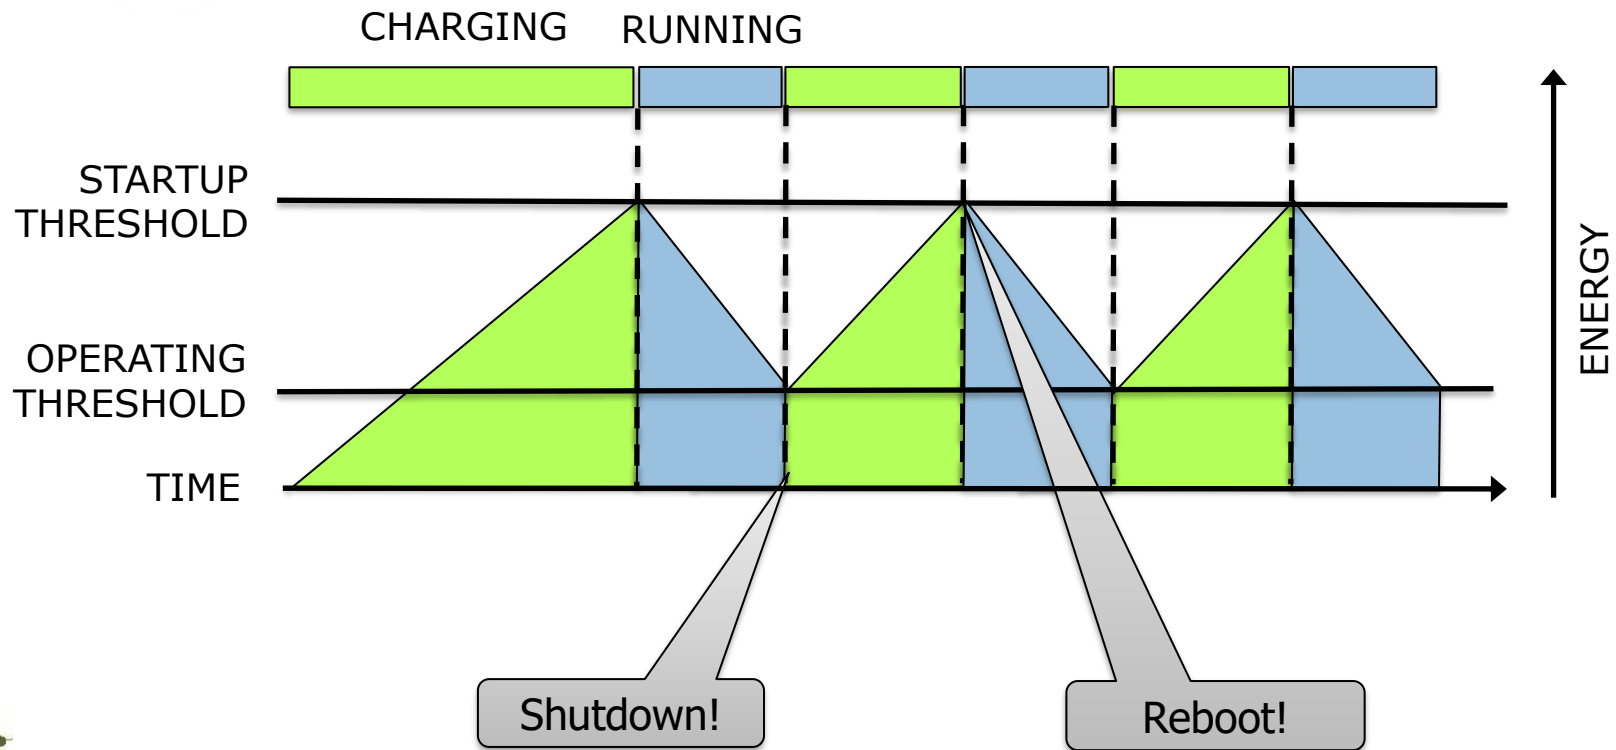 CHARGING
RUNNING
STARTUP
THRESHOLD
ENERGY
OPERATING
THRESHOLD
TIME
Shutdown!
Reboot!